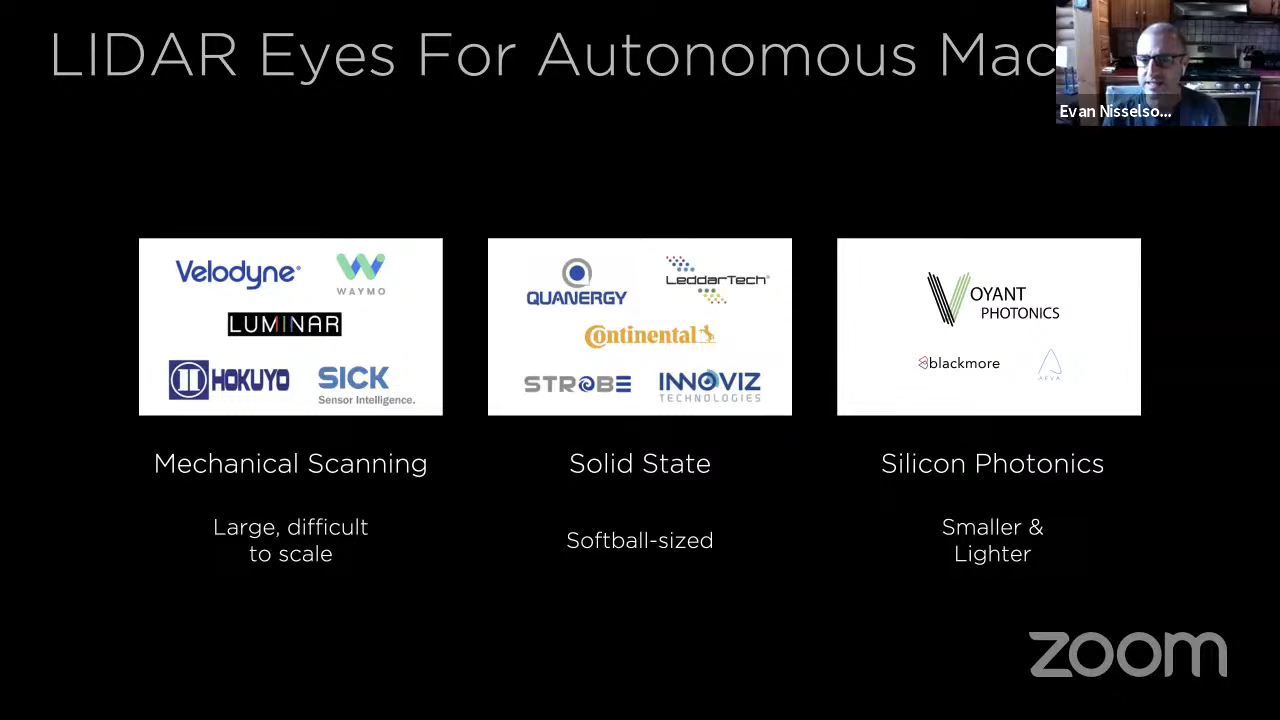 LIDAR Eyes For Autonomous Mac
Evan Nisselso...
Velodyne®
WAYMO
LUMINAR
HOKUYO
SICK
Sensor Intelligence.
QUANERGY
LeddarTech®
Continental
STROBE
INNOVIZ
TECHNOLOGIES
VOYANT
PHOTONICS
blackmore
AEVA
Mechanical Scanning
Solid State
Silicon Photonics
Large, difficult
to scale
Softball-sized
Smaller &
Lighter
zoom